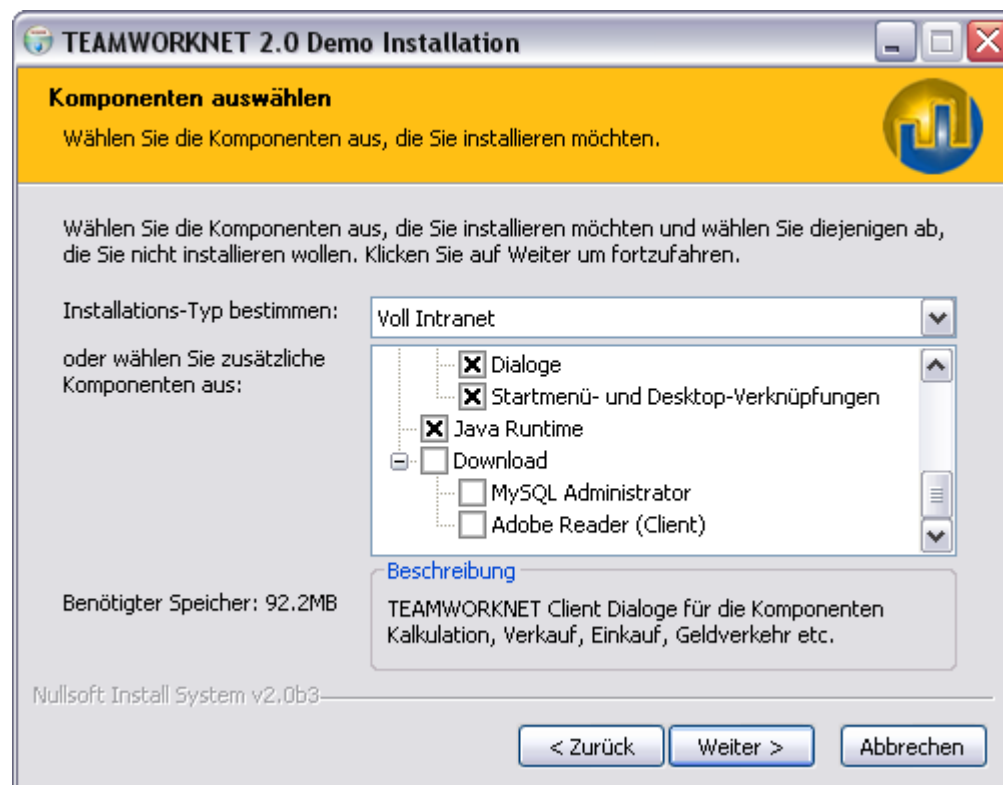 TEAMWORKNET 2.0 Demo Installation
Komponenten auswählen
Wählen Sie die Komponenten aus, die Sie installieren möchten.
Wählen Sie die Komponenten aus, die Sie installieren möchten und wählen Sie diejenigen ab,
die Sie nicht installieren wollen. Klicken Sie auf Weiter um fortzufahren.
Installations-Typ bestimmen:
Voll Intranet
oder wählen Sie zusätzliche
Komponenten aus:
Dialoge
Startmenü- und Desktop-Verknüpfungen
Java Runtime
Download
MySQL Administrator
Adobe Reader (Client)
Benötigter Speicher: 92.2MB
Beschreibung
TEAMWORKNET Client Dialoge für die Komponenten
Kalkulation, Verkauf, Einkauf, Geldverkehr etc.
Nullsoft Install System v2.0b3
< Zurück
Weiter >
Abbrechen